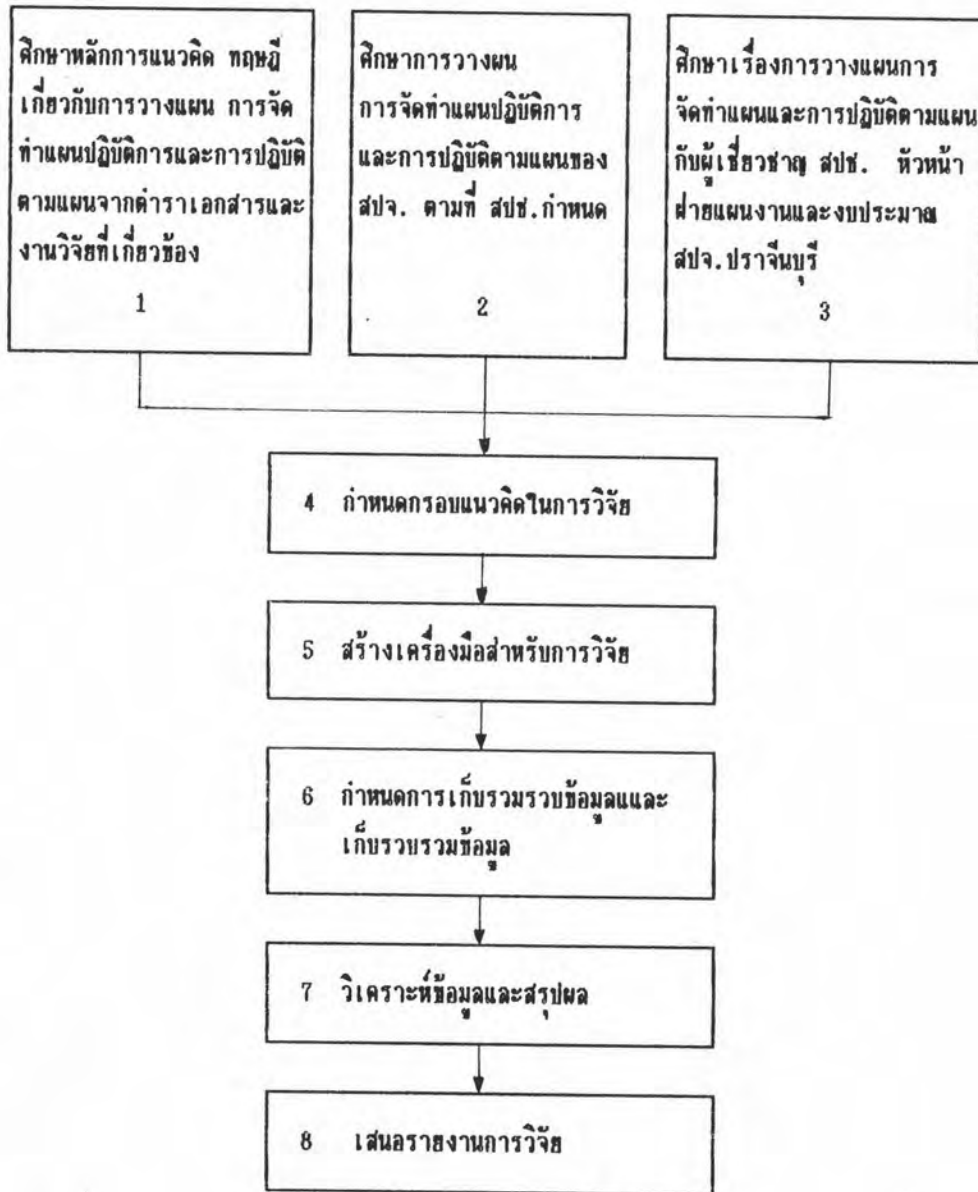 ศึกษาหลักการแนวคิด ทฤษฎี
เกี่ยวกับการวางแผน การจัด
ทำแผนปฏิบัติการและการปฏิบัติ
ตามแผนจากตำราเอกสารและ
งานวิจัยที่เกี่ยวข้อง
1
ศึกษาการวางผน
การจัดทำแผนปฏิบัติการ
และการปฏิบัติตามแผนของ
สปจ. ตามที่ สปช.กำหนด
2
ศึกษาเรื่องการวางแผนการ
จัดทำแผนและการปฏิบัติตามแผน
กับผู้เชี่ยวชาญ สปช. หัวหน้า
ฝ่ายแผนงานและงบประมาณ
สปจ.ปราจีนบุรี
3
4 กำหนดกรอบแนวคิดในการวิจัย
5 สร้างเครื่องมือสำหรับการวิจัย
6 กำหนดการเก็บรวมรวบข้อมูลแและ
เก็บรวบรวมข้อมูล
7 วิเคราะห์ข้อมูลและสรุปผล
8 เสนอรายงานการวิจัย